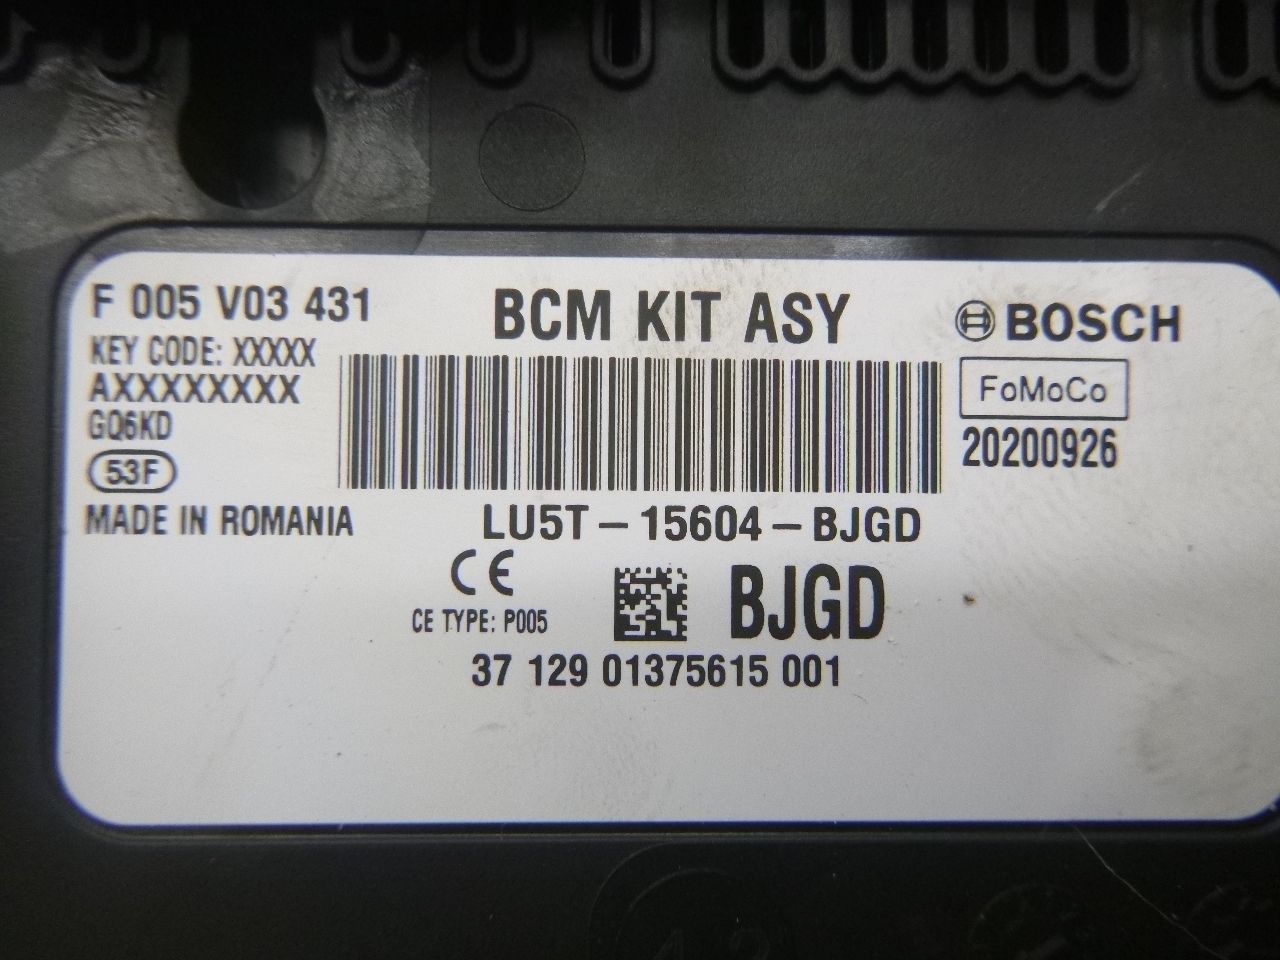 F 005 V03 431
BCM KIT ASY
BOSCH
KEY CODE: XXXXX
AXXXXXXXX
FoMoCo
GQ6KD
20200926
53F
MADE IN ROMANIA
LU5T-15604-BJGD
CE
BJGD
CE TYPE: P005
37 129 01375615 001